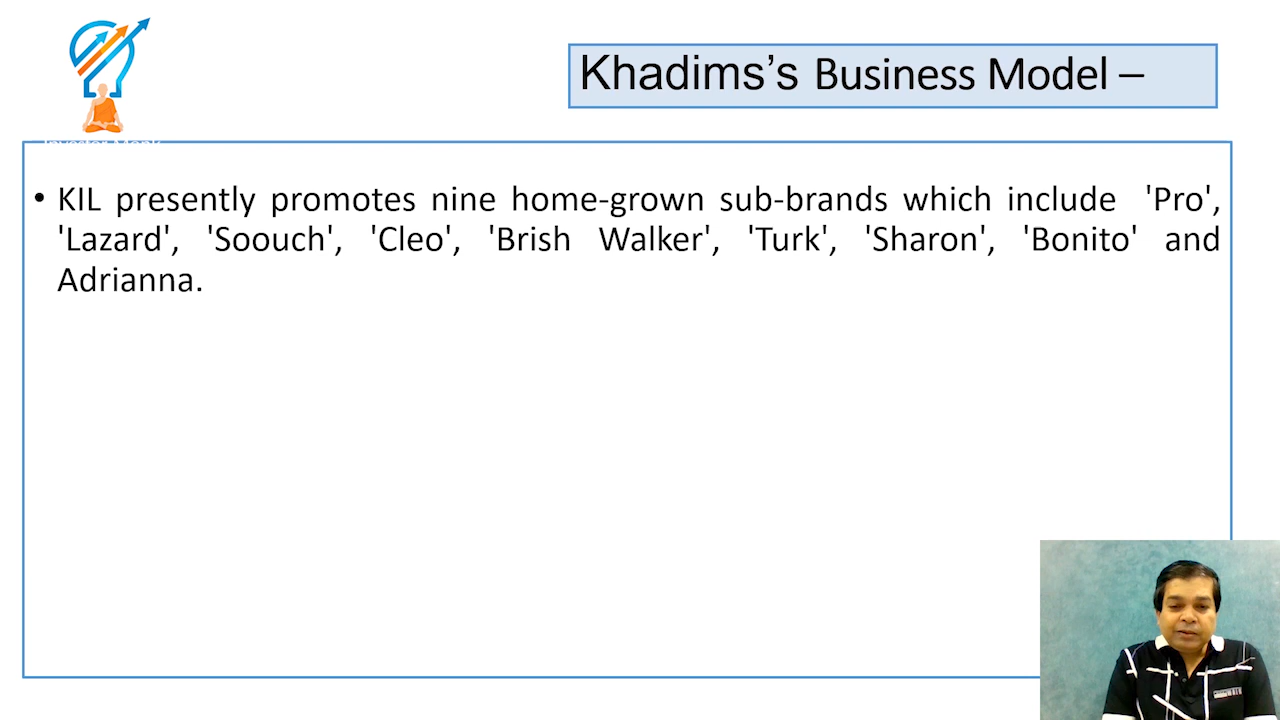 Khadims’s Business Model –
• KIL presently promotes nine home-grown sub-brands which include 'Pro',
'Lazard', 'Soouch', 'Cleo', 'Brish Walker', 'Turk', 'Sharon', 'Bonito' and
Adrianna.